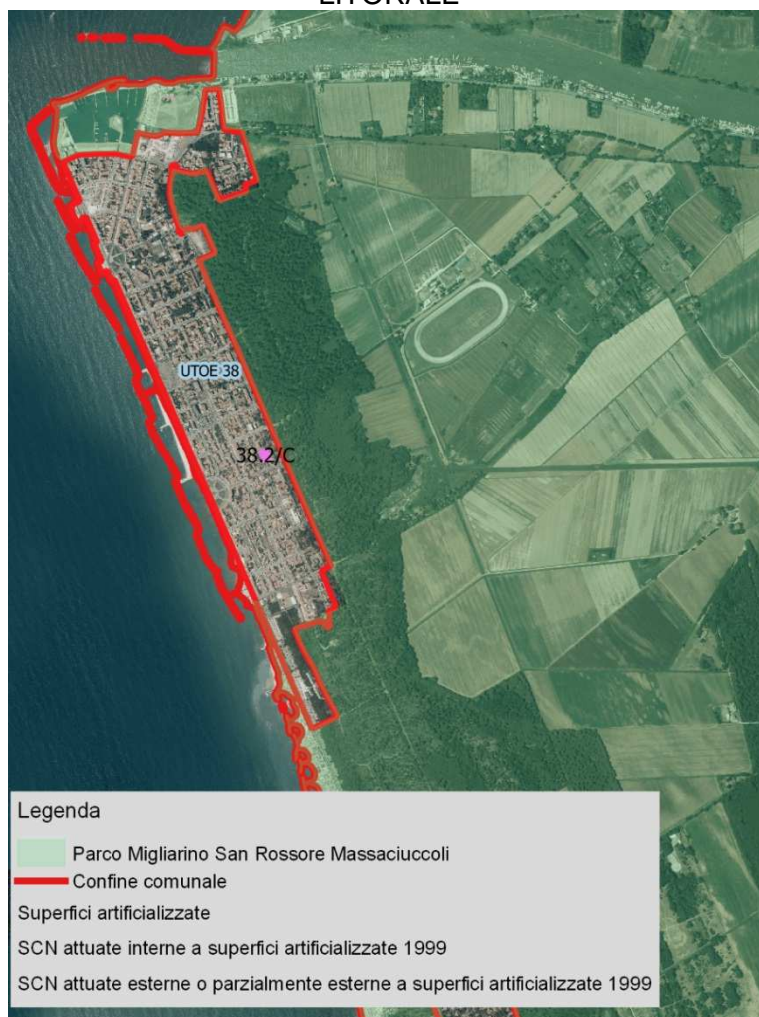 LITORALE
UTOE 38
38.2/C
Legenda
Parco Migliarino San Rossore Massaciuccoli
Confine comunale
Superfici artificializzate
SCN attuate interne a superfici artificializzate 1999
SCN attuate esterne o parzialmente esterne a superfici artificializzate 1999